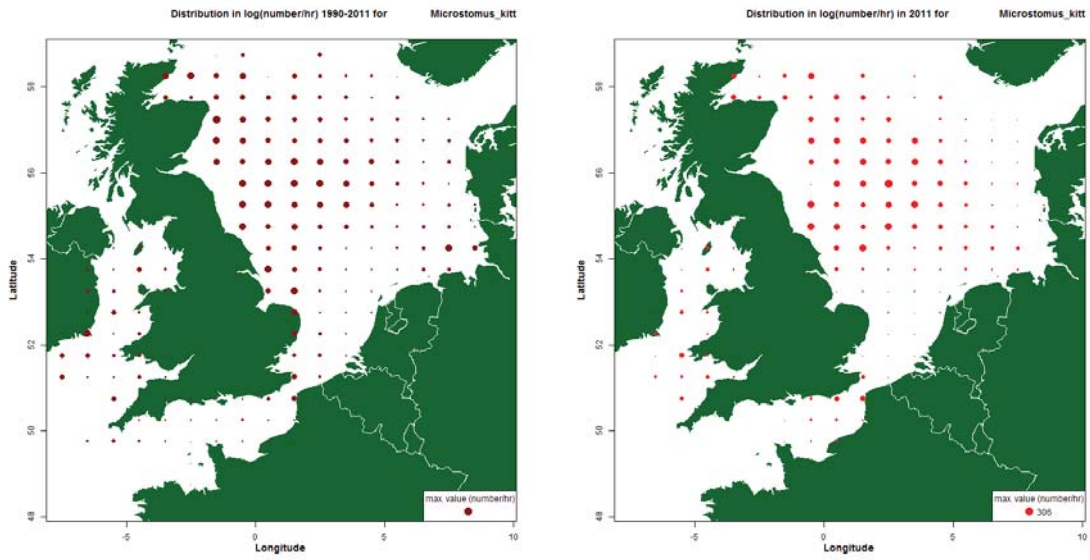 Distribution in log(number/hr) 1990-2011 for Microstomus_kitt
Latitude
58
56
54
52
50
48
-5 0 5 10
Longitude
max. value (number/hr)
Distribution in log(number/hr) in 2011 for Microstomus_kitt
Latitude
58
56
54
52
50
48
-5 0 5 10
Longitude
max. value (number/hr)
306